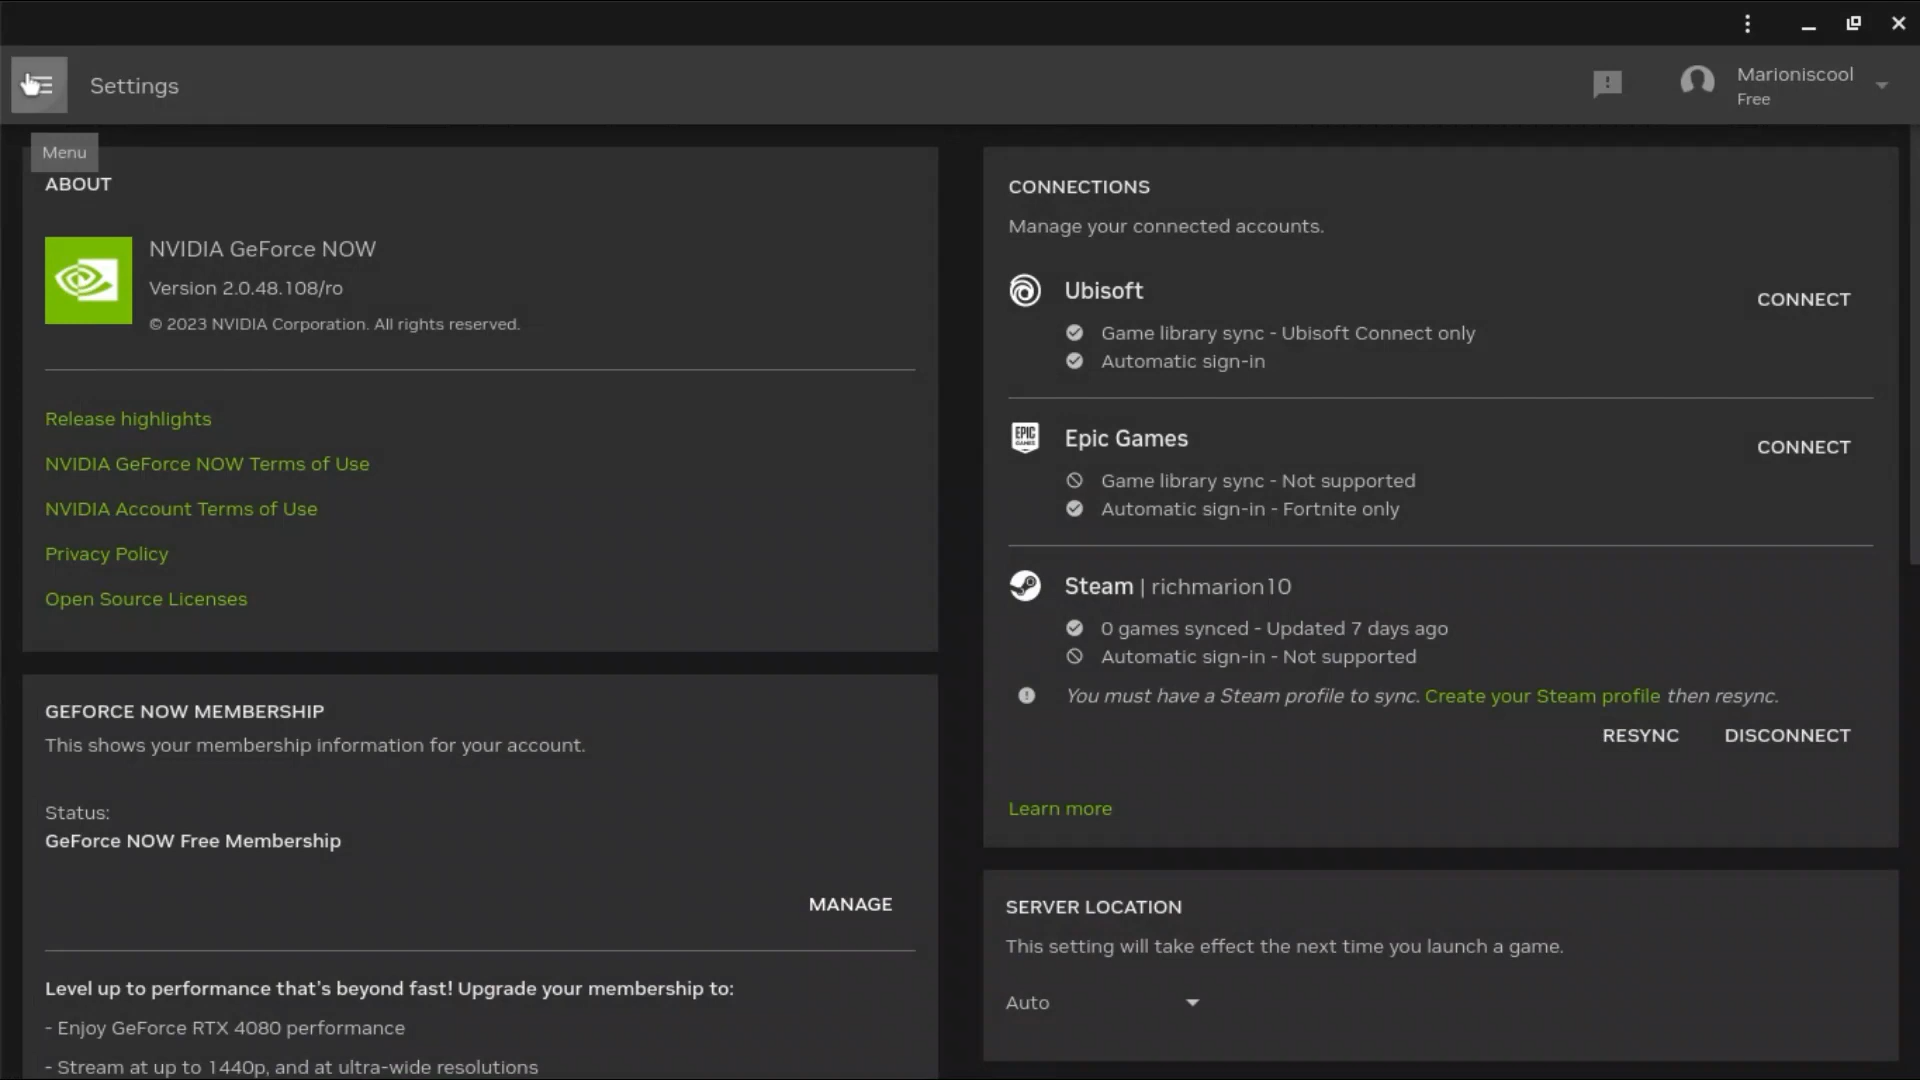 Settings
Marioniscool
Free
Menu
ABOUT
NVIDIA GeForce NOW
Version 2.0.48.108/ro
© 2023 NVIDIA Corporation. All rights reserved.
Release highlights
NVIDIA GeForce NOW Terms of Use
NVIDIA Account Terms of Use
Privacy Policy
Open Source Licenses
GEFORCE NOW MEMBERSHIP
This shows your membership information for your account.
Status:
GeForce NOW Free Membership
MANAGE
Level up to performance that's beyond fast! Upgrade your membership to:
- Enjoy GeForce RTX 4080 performance
- Stream at up to 1440p, and at ultra-wide resolutions
CONNECTIONS
Manage your connected accounts.
Ubisoft
CONNECT
Game library sync - Ubisoft Connect only
Automatic sign-in
EPIC
GAMES
Epic Games
CONNECT
Game library sync - Not supported
Automatic sign-in - Fortnite only
Steam | richmarion10
0 games synced - Updated 7 days ago
Automatic sign-in - Not supported
You must have a Steam profile to sync. Create your Steam profile then resync.
RESYNC DISCONNECT
Learn more
SERVER LOCATION
This setting will take effect the next time you launch a game.
Auto